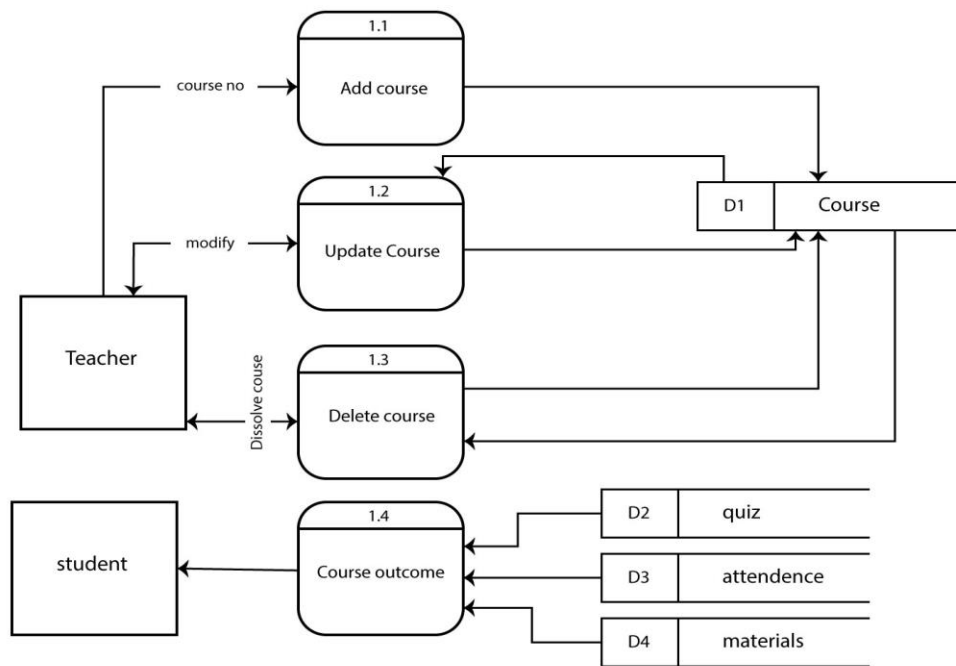 1.1
course no
Add course
1.2
D1
Course
modify
Update Course
Teacher
1.3
Dissolve couse
Delete course
1.4
D2
quiz
student
Course outcome
D3
attendence
D4
materials